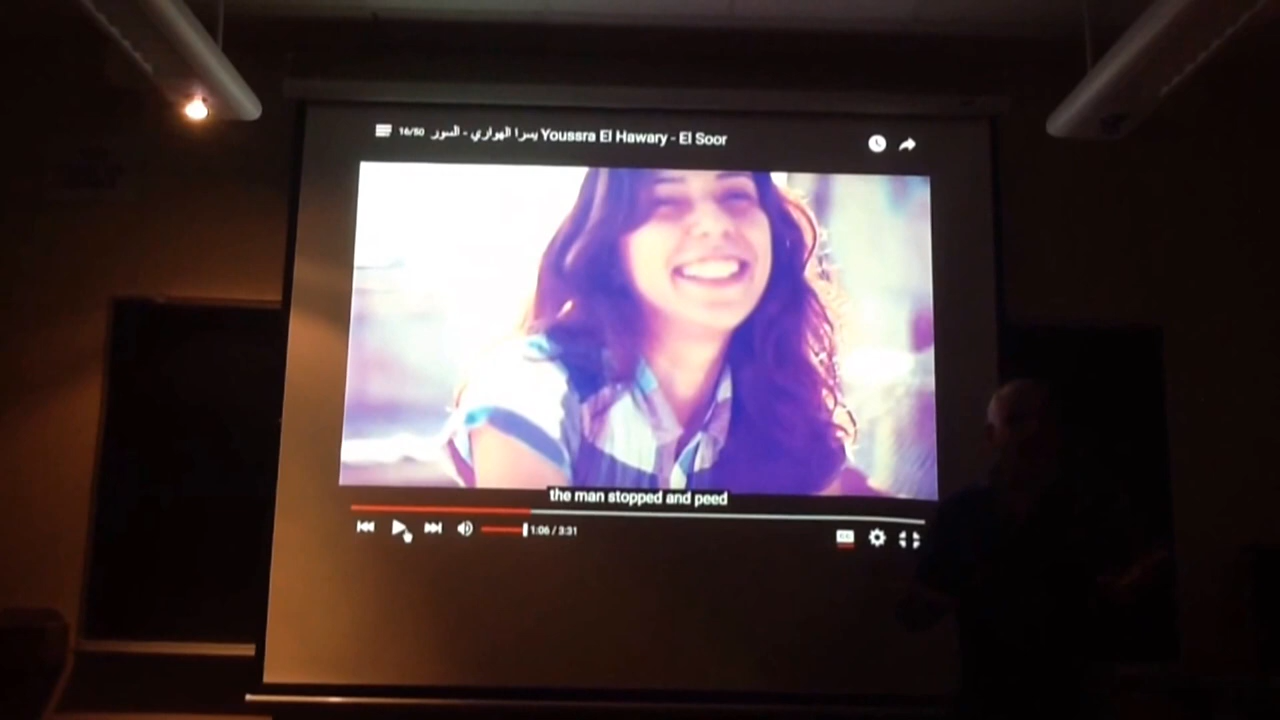 16/50 يسرا الهواري - السور Youssra El Hawary - El Soor
the man stopped and peed
1:06 / 3:31
CC